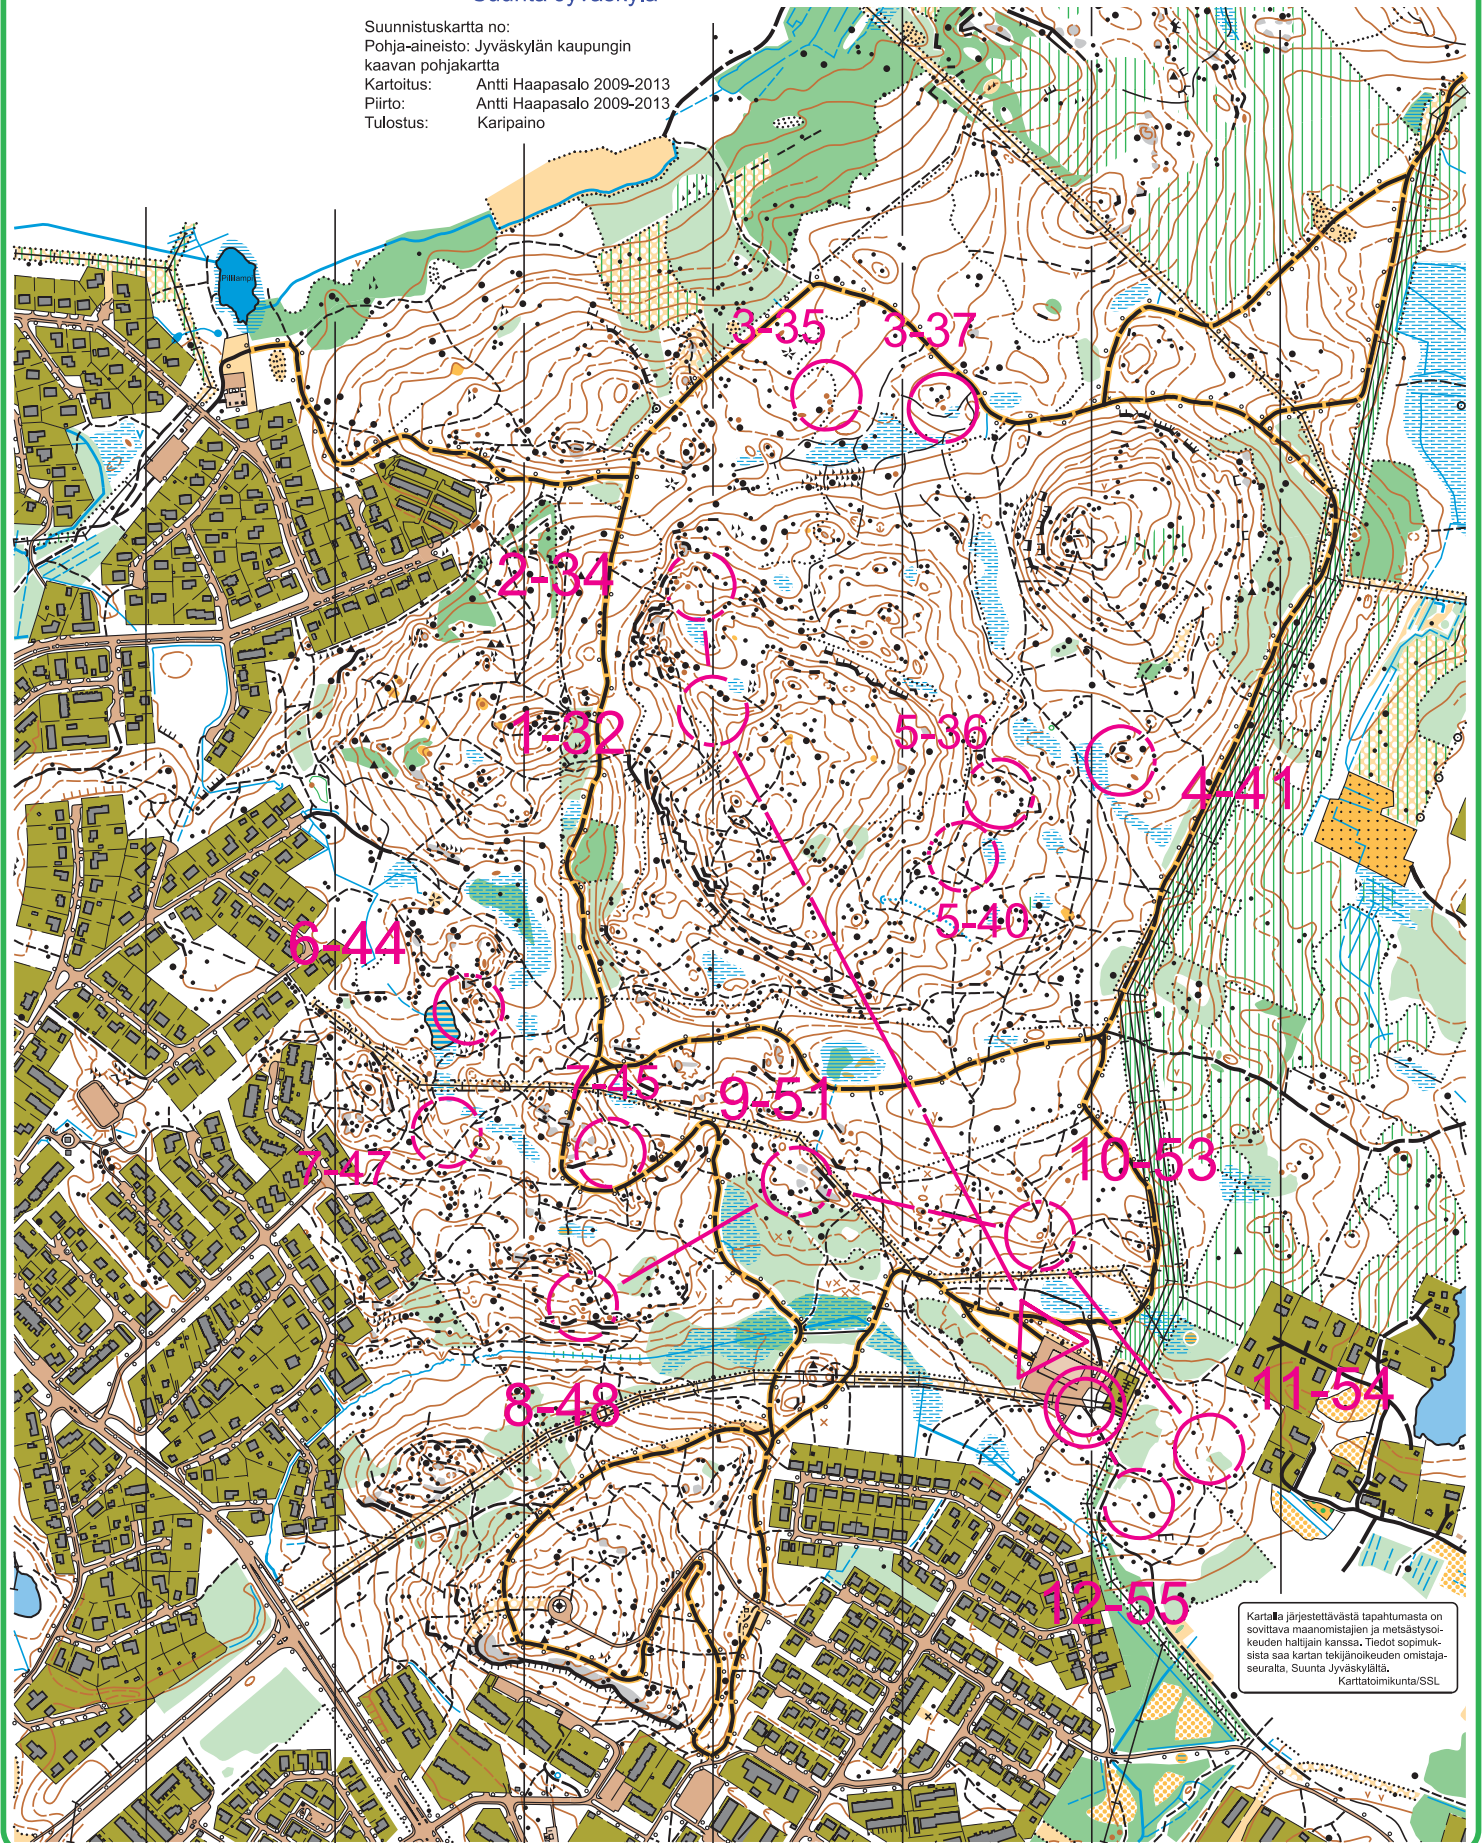 Suunta Jyväskylä
Suunnistuskartta no:
Pohja-aineisto: Jyväskylän kaupungin
kaavan pohjakartta
Kartoitus: Antti Haapasalo 2009-2013
Piirto: Antti Haapasalo 2009-2013
Tulostus: Karipaino
Pitkälampi
3-35
3-37
2-34
1-32
5-36
4-41
5-40
6-44
7-45
9-51
7-47
10-53
8-48
11-54
12-55
Kartalla järjestettävästä tapahtumasta on
sovittava maanomistajien ja metsästysoi-
keuden haltijain kanssa. Tiedot sopimuk-
sista saa kartan tekijänoikeuden omistaja-
seuralta, Suunta Jyväskylältä.
Karttatoimikunta/SSL